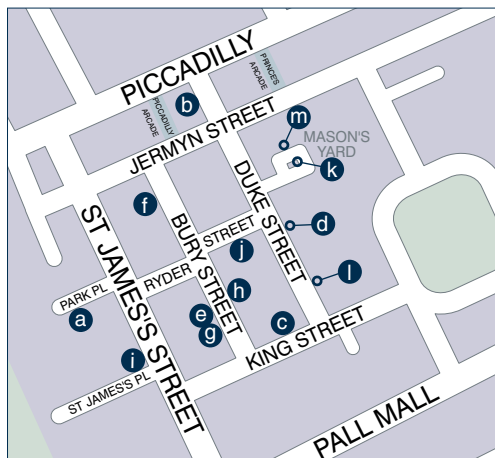 PICCADILLY
PRINCE'S
ARCADE
b
PICCADILLY
ARCADE
JERMYN STREET
m
MASON'S
YARD
k
f
DUKE STREET
ST JAMES'S STREET
BURY STREET
RYDER STREET
d
j
PARK PL
h
l
a
e
g
c
i
KING STREET
ST JAMES'S PL
PALL MALL